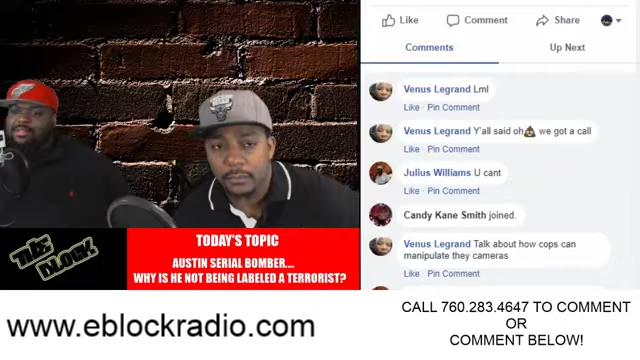 Like Comment Share
Comments Up Next
Venus Legrand Lml
Like · Pin Comment
Venus Legrand Y'all said oh💩 we got a call
Like · Pin Comment
Julius Williams U cant
Like · Pin Comment
Candy Kane Smith joined.
Venus Legrand Talk about how cops can
manipulate they cameras
Like · Pin Comment
TODAY'S TOPIC
AUSTIN SERIAL BOMBER....
WHY IS HE NOT BEING LABELED A TERRORIST?
THE
BLOCK
www.eblockradio.com
CALL 760.283.4647 TO COMMENT
OR
COMMENT BELOW!